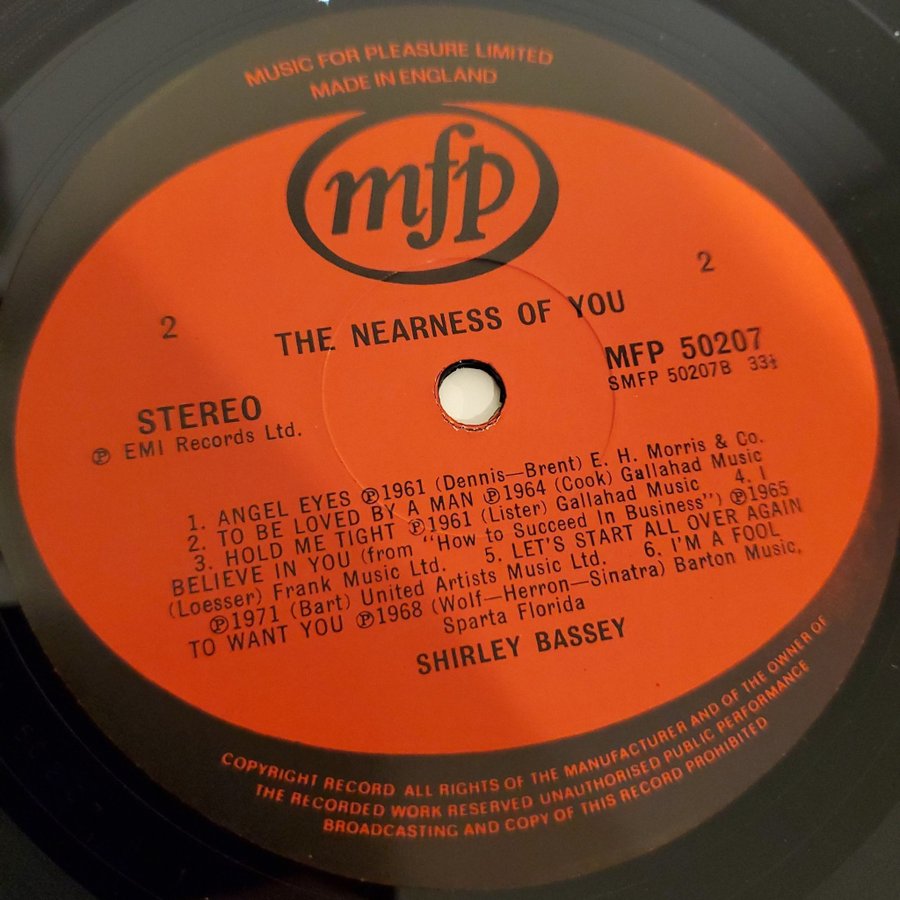 MUSIC FOR PLEASURE LIMITED
MADE IN ENGLAND
mfp
2
2
THE NEARNESS OF YOU
MFP 50207
SMFP 50207B 33⅓
STEREO
℗ EMI Records Ltd.
1. ANGEL EYES ℗1961 (Dennis—Brent) E. H. Morris & Co.
2. TO BE LOVED BY A MAN ℗1964 (Cook) Gallahad Music
3. HOLD ME TIGHT ℗1961 (Lister) Gallahad Music 4. I
BELIEVE IN YOU (from "How to Succeed In Business") ℗1965
(Loesser) Frank Music Ltd. 5. LET'S START ALL OVER AGAIN
℗1971 (Bart) United Artists Music Ltd. 6. I'M A FOOL
TO WANT YOU ℗1968 (Wolf—Herron—Sinatra) Barton Music,
Sparta Florida
SHIRLEY BASSEY
COPYRIGHT RECORD ALL RIGHTS OF THE MANUFACTURER AND OF THE OWNER OF
THE RECORDED WORK RESERVED UNAUTHORISED PUBLIC PERFORMANCE
BROADCASTING AND COPY OF THIS RECORD PROHIBITED